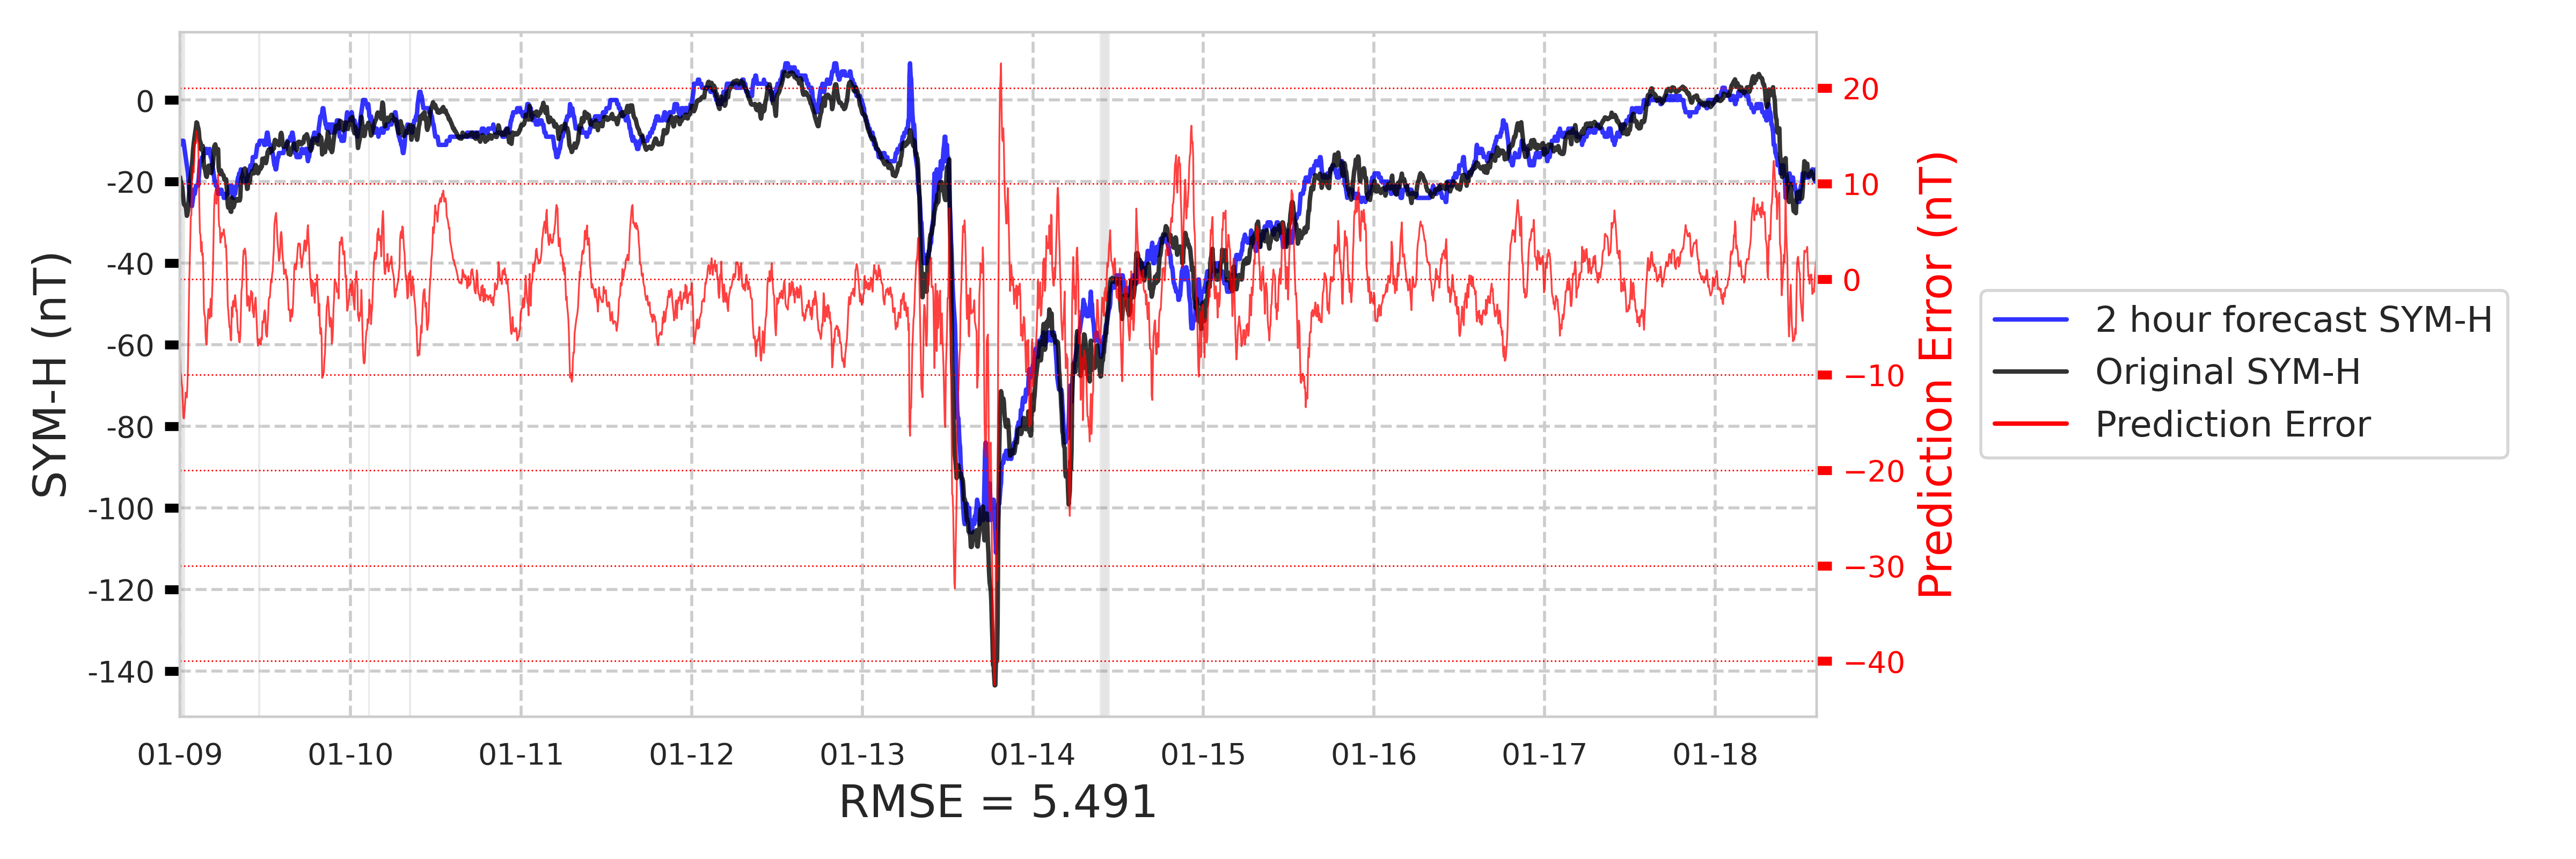 SYM-H (nT)
0
-20
-40
-60
-80
-100
-120
-140
20
10
0
−10
−20
−30
−40
Prediction Error (nT)
2 hour forecast SYM-H
Original SYM-H
Prediction Error
01-09 01-10 01-11 01-12 01-13 01-14 01-15 01-16 01-17 01-18
RMSE = 5.491